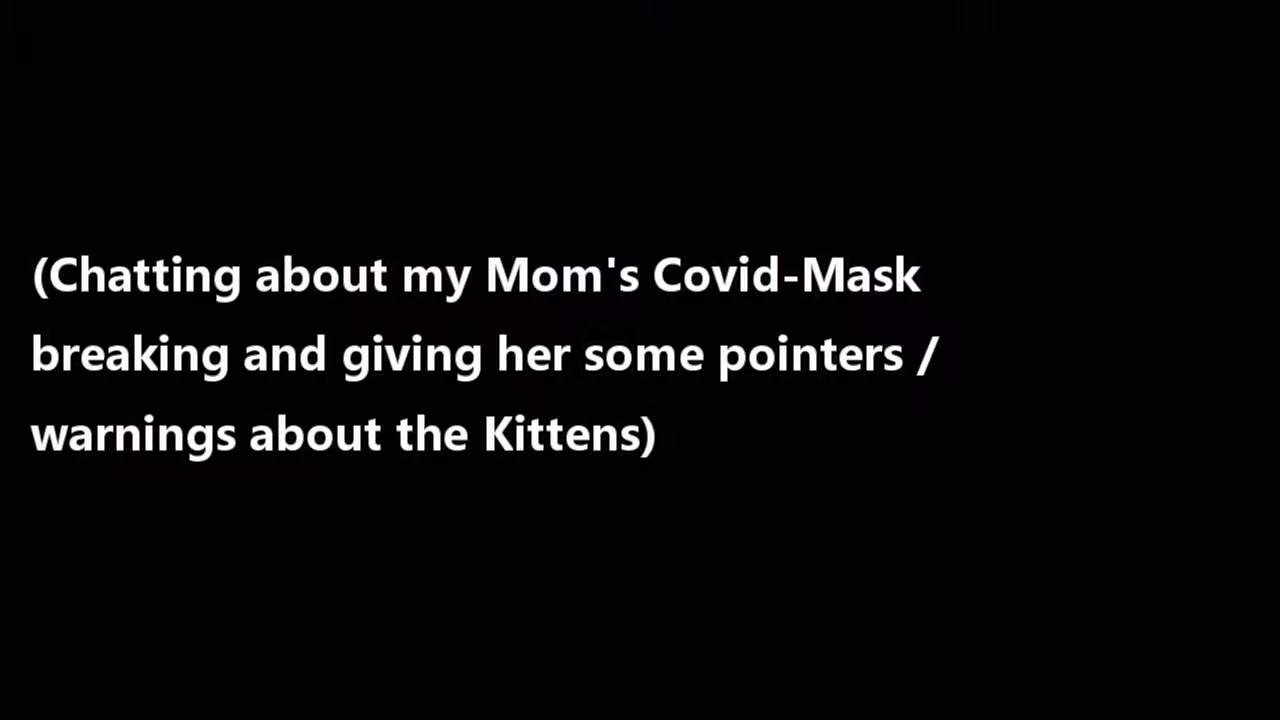 (Chatting about my Mom's Covid-Mask
breaking and giving her some pointers /
warnings about the Kittens)